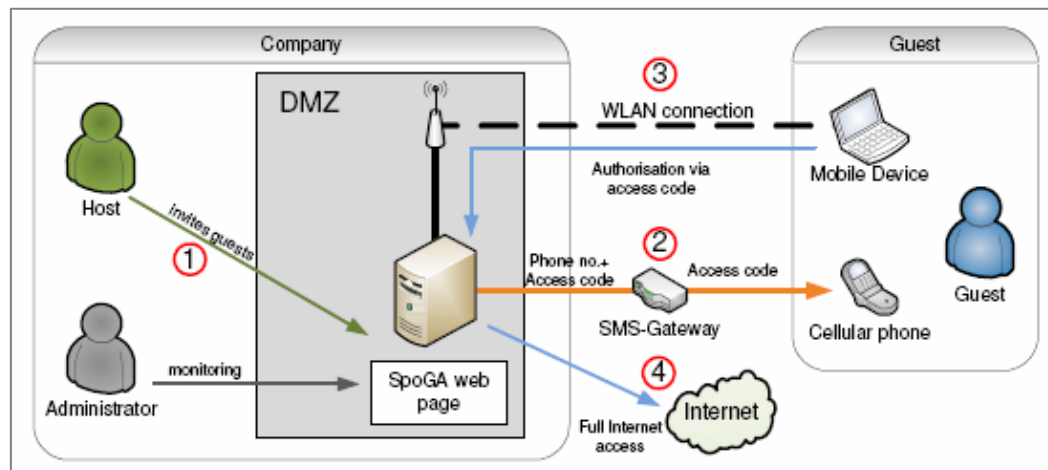 Company
Guest
DMZ
3
WLAN connection
Authorisation via
access code
Mobile Device
Host
invites guests
1
2
Phone no.+
Access code
Access code
SMS-Gateway
Guest
Cellular phone
monitoring
Administrator
SpoGA web
page
4
Internet
Full Internet
access